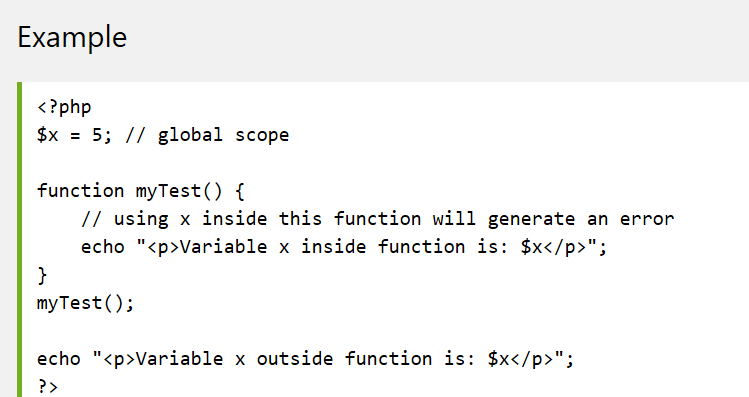 Example
<?php
$x = 5; // global scope
function myTest() {
    // using x inside this function will generate an error
    echo "<p>Variable x inside function is: $x</p>";
}
myTest();
echo "<p>Variable x outside function is: $x</p>";
?>